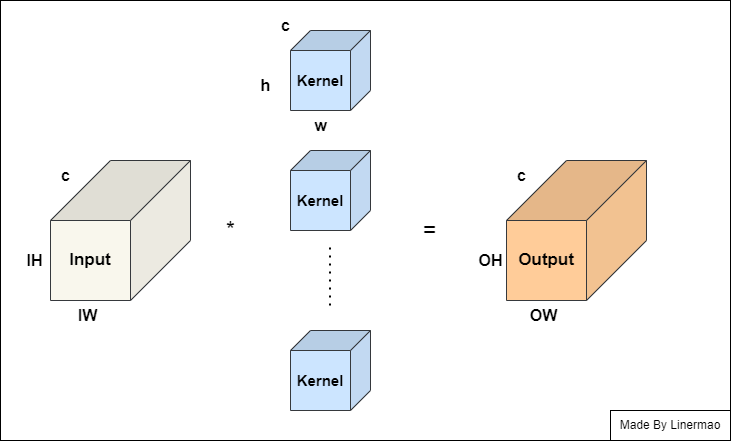 c
Kernel
h
w
c
IH
Input
IW
*
Kernel
Kernel
=
c
OH
Output
OW
Made By Linermao